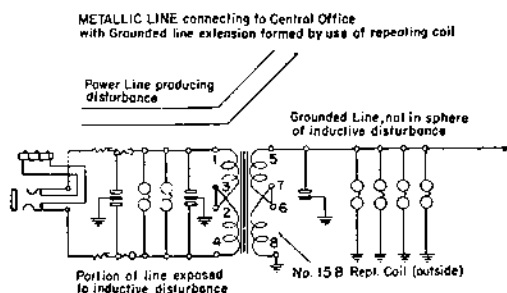 METALLIC LINE connecting to Central Office
with Grounded line extension formed by use of repeating coil
Power Line producing
disturbance
Grounded Line, not in sphere
of inductive disturbance
1
5
3
7
2
6
4
8
No. 15B Rept. Coil (outside)
Portion of line exposed
to inductive disturbance